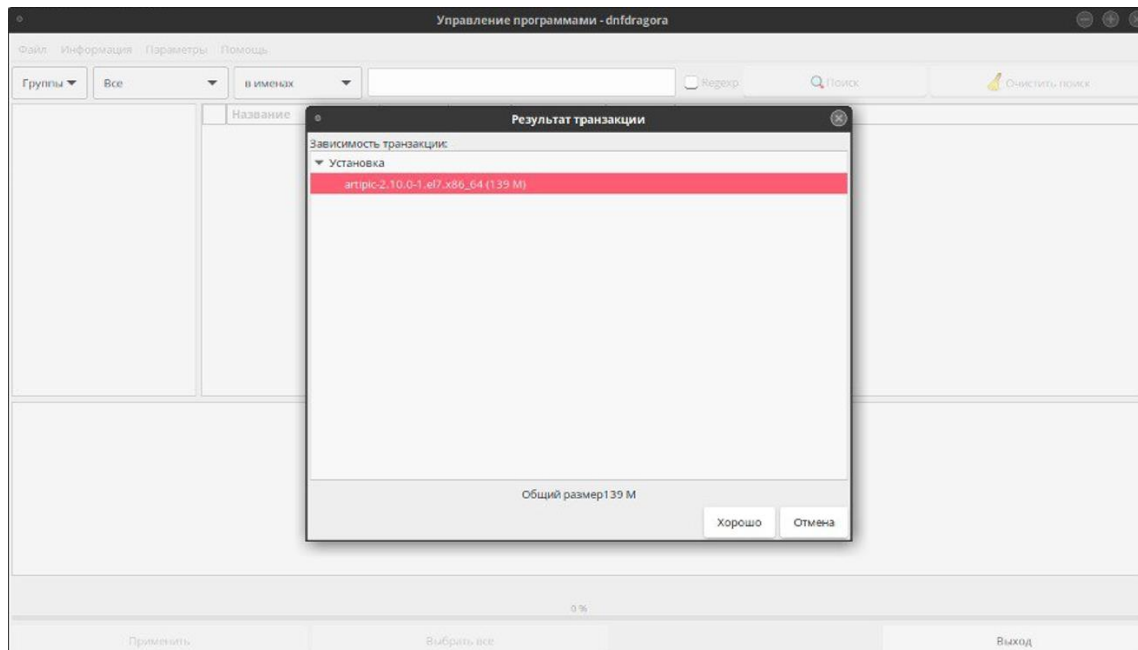 Управление программами - dnfdragora
Файл Информация Параметры Помощь
Группы Все в именах Regexp Поиск Очистить поиск
Название
Результат транзакции
Зависимость транзакции:
Установка
artipic-2.10.0-1.el7.x86_64 (139 M)
Общий размер139 M
Хорошо Отмена
0 %
Применить Выбрать все Выход